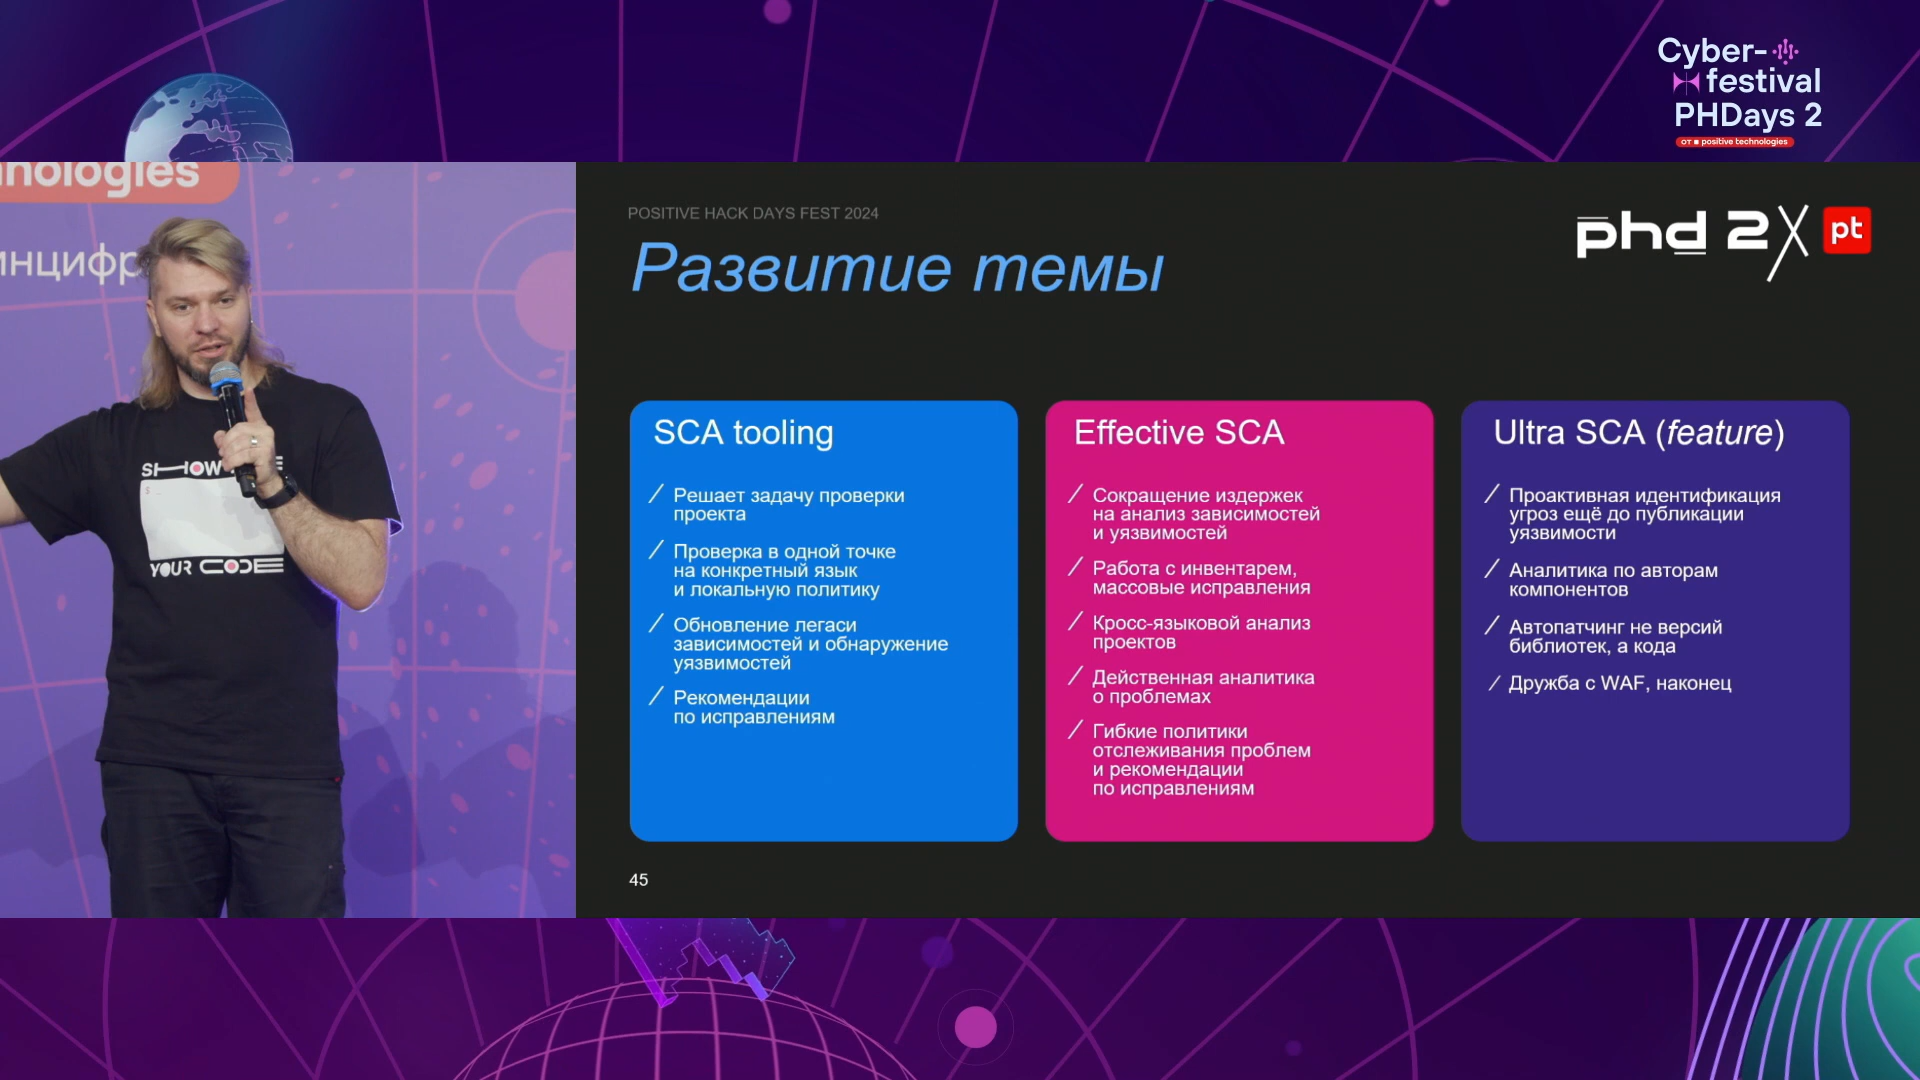 Cyber-
festival
PHDays 2
от positive technologies
nologies
инцифр
SHOW
$ _
YOUR CODE
POSITIVE HACK DAYS FEST 2024
Развитие темы
phd 2
pt
SCA tooling
Решает задачу проверки
проекта
Проверка в одной точке
на конкретный язык
и локальную политику
Обновление легаси
зависимостей и обнаружение
уязвимостей
Рекомендации
по исправлениям
Effective SCA
Сокращение издержек
на анализ зависимостей
и уязвимостей
Работа с инвентарем,
массовые исправления
Кросс-языковой анализ
проектов
Действенная аналитика
о проблемах
Гибкие политики
отслеживания проблем
и рекомендации
по исправлениям
Ultra SCA (feature)
Проактивная идентификация
угроз ещё до публикации
уязвимости
Аналитика по авторам
компонентов
Автопатчинг не версий
библиотек, а кода
Дружба с WAF, наконец
45